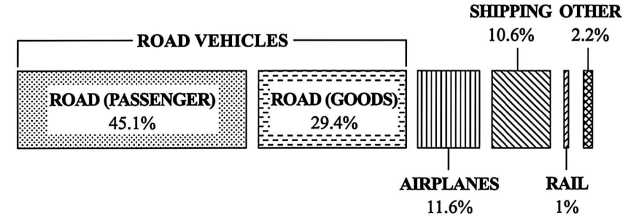 SHIPPING OTHER
10.6% 2.2%
ROAD VEHICLES
ROAD (PASSENGER)
45.1%
ROAD (GOODS)
29.4%
AIRPLANES
11.6%
RAIL
1%